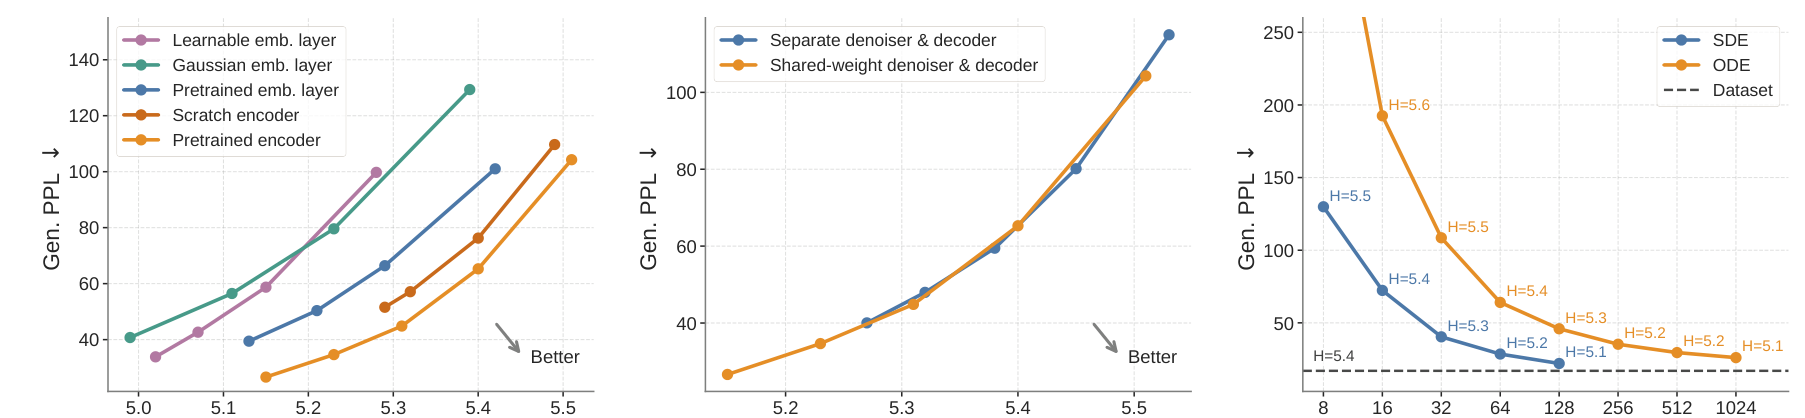 Gen. PPL ↓
140
120
100
80
60
40
Learnable emb. layer
Gaussian emb. layer
Pretrained emb. layer
Scratch encoder
Pretrained encoder
Better
5.0 5.1 5.2 5.3 5.4 5.5
Gen. PPL ↓
100
80
60
40
Separate denoiser & decoder
Shared-weight denoiser & decoder
Better
5.2 5.3 5.4 5.5
Gen. PPL ↓
250
200
150
100
50
SDE
ODE
Dataset
H=5.6
H=5.5
H=5.5
H=5.4
H=5.4
H=5.3
H=5.3
H=5.2
H=5.2
H=5.2
H=5.1
H=5.1
H=5.4
8 16 32 64 128 256 512 1024